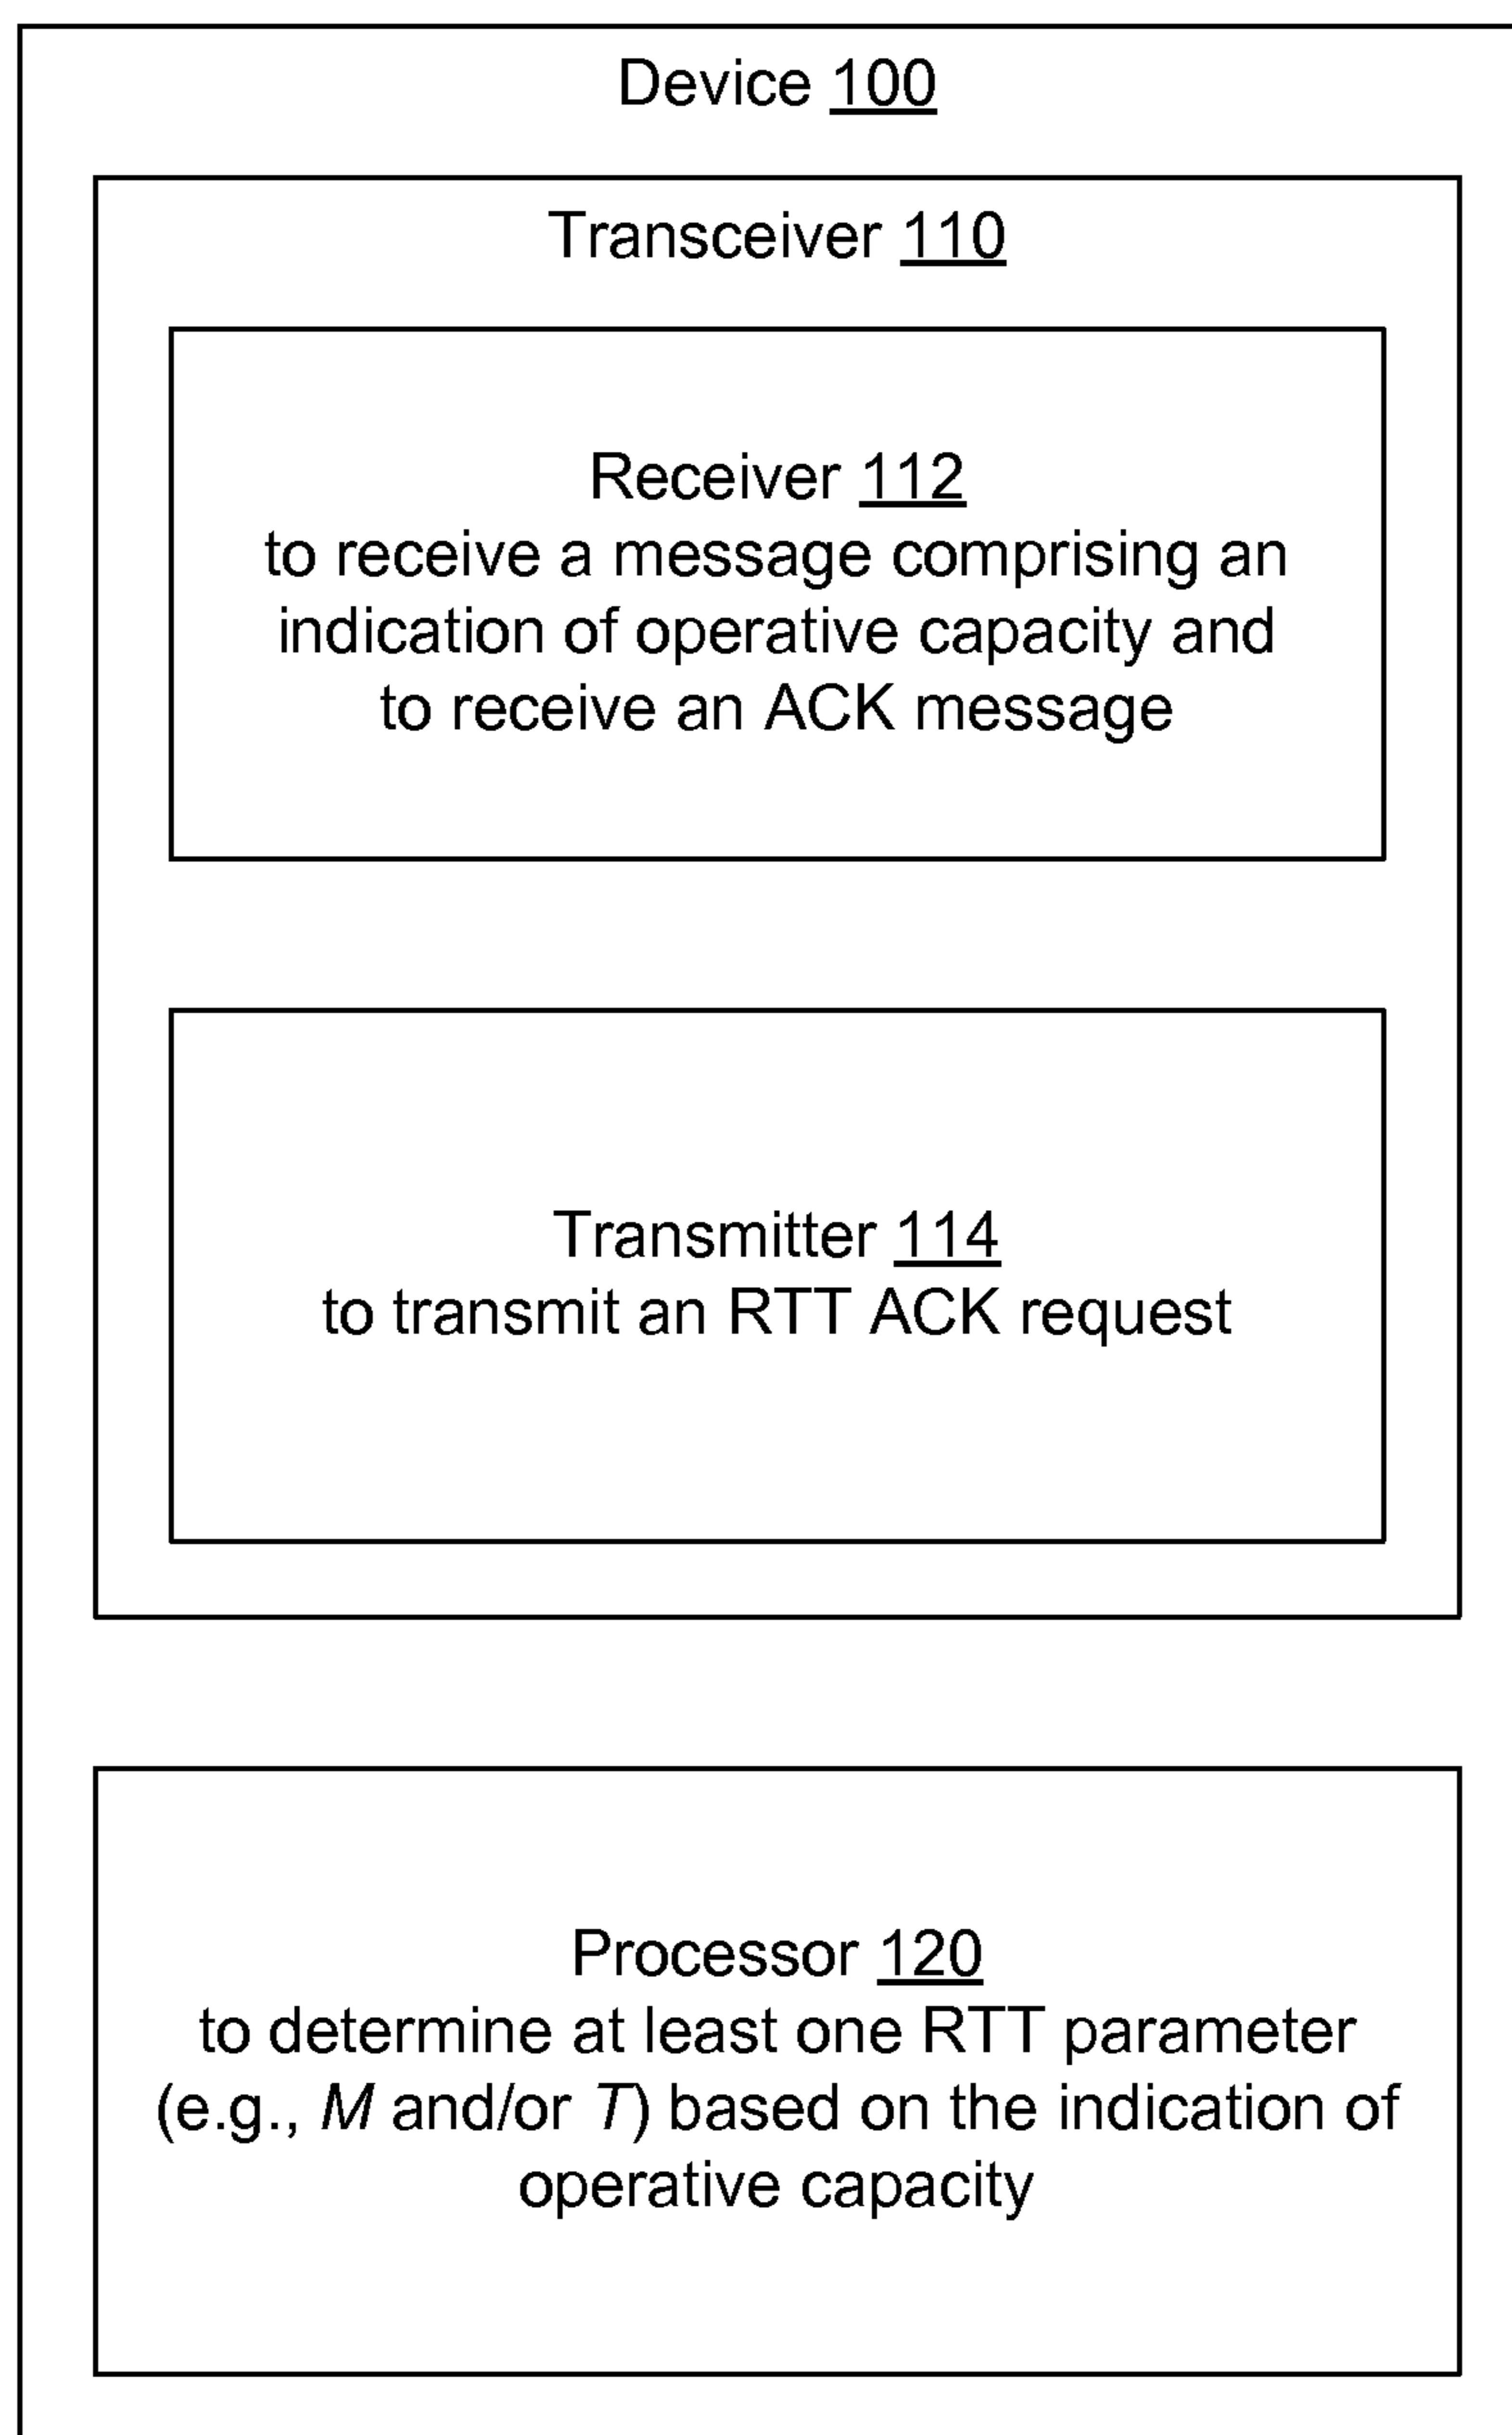 Device 100
Transceiver 110
Receiver 112
to receive a message comprising an
indication of operative capacity and
to receive an ACK message
Transmitter 114
to transmit an RTT ACK request
Processor 120
to determine at least one RTT parameter
(e.g., M and/or T) based on the indication of
operative capacity